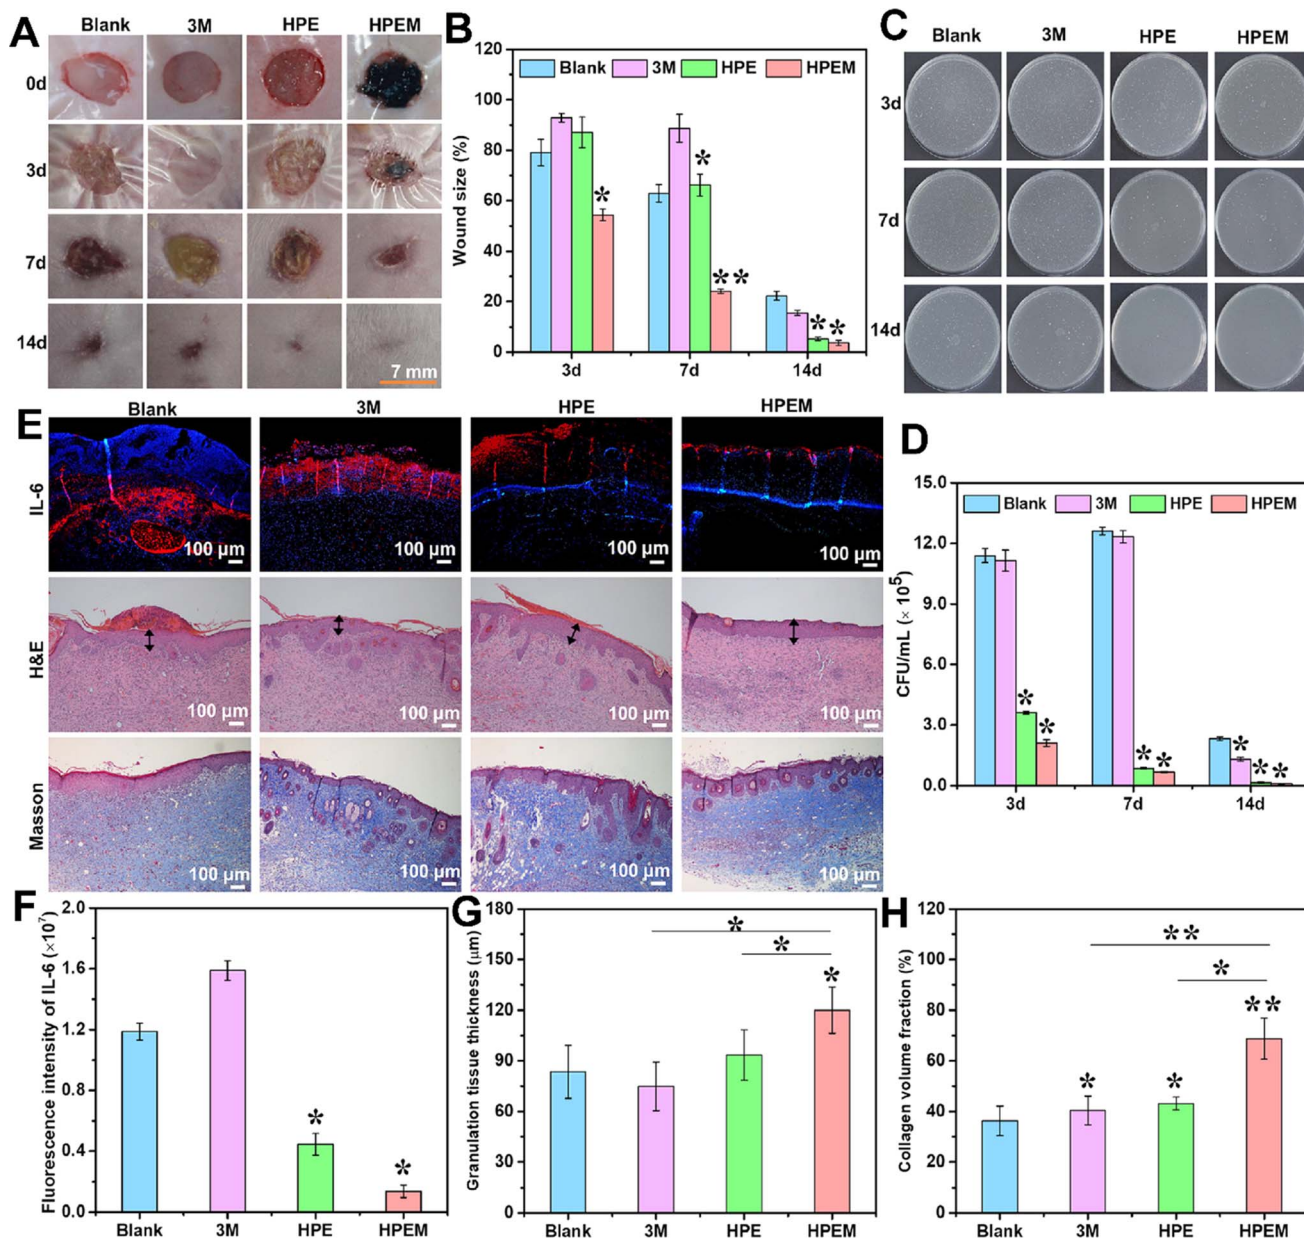 A
Blank 3M HPE HPEM
0d
3d
7d
14d
7 mm
B
120
100
80
60
40
20
0
Wound size (%)
Blank 3M HPE HPEM
*
*
* *
* *
3d 7d 14d
C
Blank 3M HPE HPEM
3d
7d
14d
D
15.0
12.0
9.0
6.0
3.0
0.0
CFU/mL (× 10⁵)
Blank 3M HPE HPEM
* *
* *
* * *
3d 7d 14d
E
Blank 3M HPE HPEM
IL-6
100 µm 100 µm 100 µm 100 µm
H&E
100 µm 100 µm 100 µm 100 µm
Masson
100 µm 100 µm 100 µm 100 µm
F
2.0
1.6
1.2
0.8
0.4
0.0
Fluorescence intensity of IL-6 (×10⁷)
*
*
Blank 3M HPE HPEM
G
180
150
120
90
60
30
0
Granulation tissue thickness (µm)
*
*
*
Blank 3M HPE HPEM
H
120
100
80
60
40
20
0
Collagen volume fraction (%)
* *
*
* *
* *
Blank 3M HPE HPEM